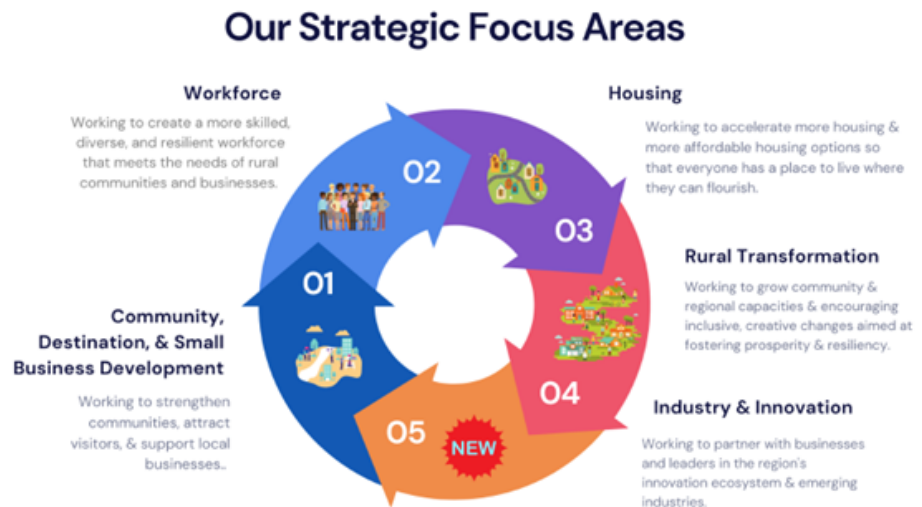 Our Strategic Focus Areas
Workforce
Working to create a more skilled,
diverse, and resilient workforce
that meets the needs of rural
communities and businesses.
Housing
Working to accelerate more housing &
more affordable housing options so
that everyone has a place to live where
they can flourish.
02
03
01
Rural Transformation
Working to grow community &
regional capacities & encouraging
inclusive, creative changes aimed at
fostering prosperity & resiliency.
Community,
Destination, & Small
Business Development
Working to strengthen
communities, attract
visitors, & support local
businesses..
04
05
NEW
Industry & Innovation
Working to partner with businesses
and leaders in the region's
innovation ecosystem & emerging
industries.